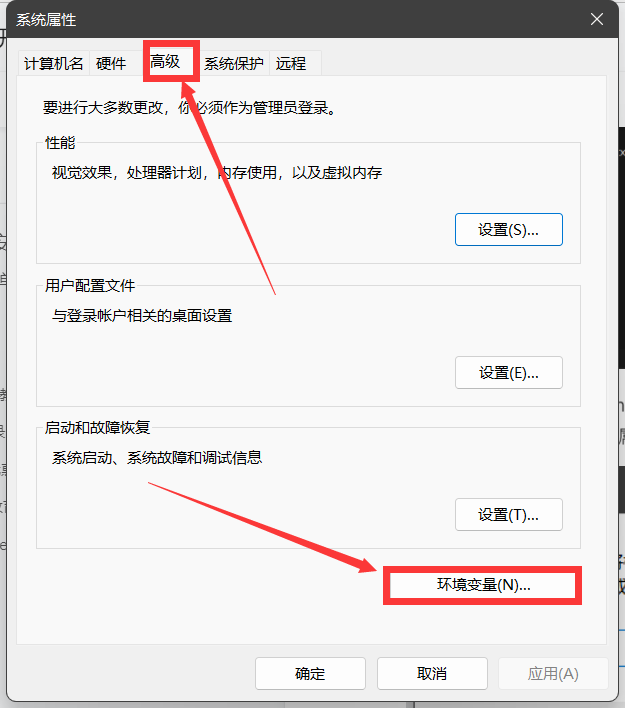 系统属性
计算机名 硬件 高级 系统保护 远程
要进行大多数更改，你必须作为管理员登录。
性能
视觉效果，处理器计划，内存使用，以及虚拟内存
设置(S)...
用户配置文件
与登录帐户相关的桌面设置
设置(E)...
启动和故障恢复
系统启动、系统故障和调试信息
设置(T)...
环境变量(N)...
确定 取消 应用(A)